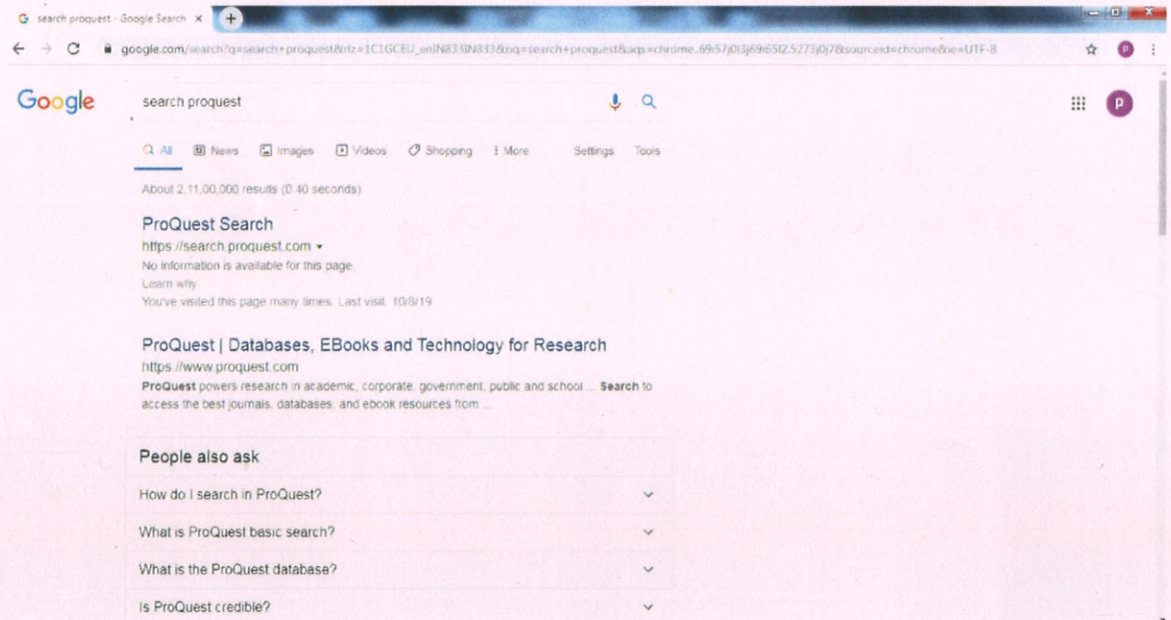 G search proquest - Google Search × +
google.com/search?q=search+proquest&rlz=1C1GCEU_enIN833IN833&oq=search+proquest&aqs=chrome..69i57j0l3j69i65l2.5273j0j7&sourceid=chrome&ie=UTF-8
P
Google search proquest P
All News Images Videos Shopping More Settings Tools
About 2,11,00,000 results (0.40 seconds)
ProQuest Search
https://search.proquest.com
No information is available for this page.
Learn why
You've visited this page many times. Last visit: 10/8/19
ProQuest | Databases, EBooks and Technology for Research
https://www.proquest.com
ProQuest powers research in academic, corporate, government, public and school ... Search to
access the best journals, databases, and ebook resources from ...
People also ask
How do I search in ProQuest?
What is ProQuest basic search?
What is the ProQuest database?
Is ProQuest credible?